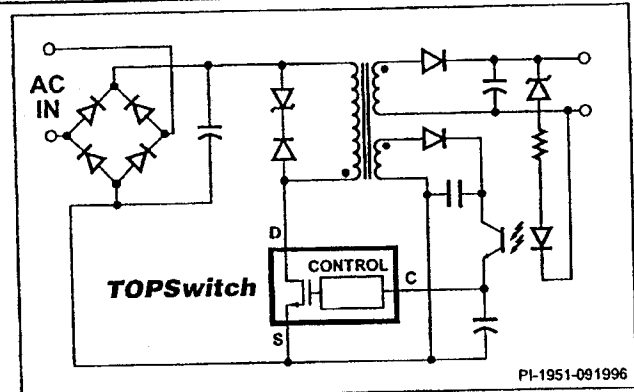 AC
IN
D
CONTROL
C
TOPSwitch
S
PI-1951-091996